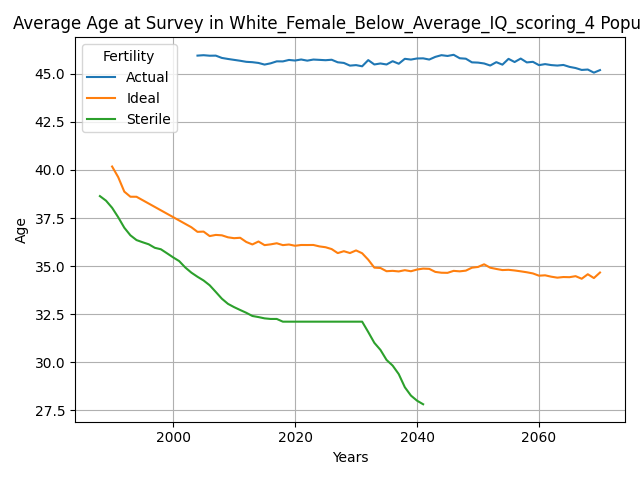 Average Age at Survey in White_Female_Below_Average_IQ_scoring_4 Popu
Fertility
Actual
Ideal
Sterile
45.0
42.5
40.0
37.5
35.0
32.5
30.0
27.5
Age
2000 2020 2040 2060
Years